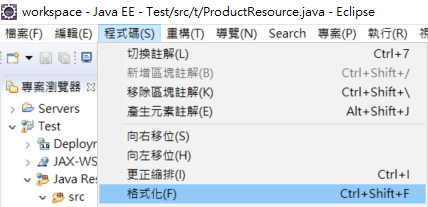 workspace - Java EE - Test/src/t/ProductResource.java - Eclipse
檔案(F) 編輯(E) 程式碼(S) 重構(T) 導覽(N) Search 專案(P) 執行(R)
切換註解(L) Ctrl+7
新增區塊註解(B) Ctrl+Shift+/
移除區塊註解(K) Ctrl+Shift+\
產生元素註解(E) Alt+Shift+J
向右移位(S)
向左移位(H)
更正縮排(I) Ctrl+I
格式化(F) Ctrl+Shift+F
專案瀏覽器
Servers
Test
Deploym
JAX-WS
Java Res
src